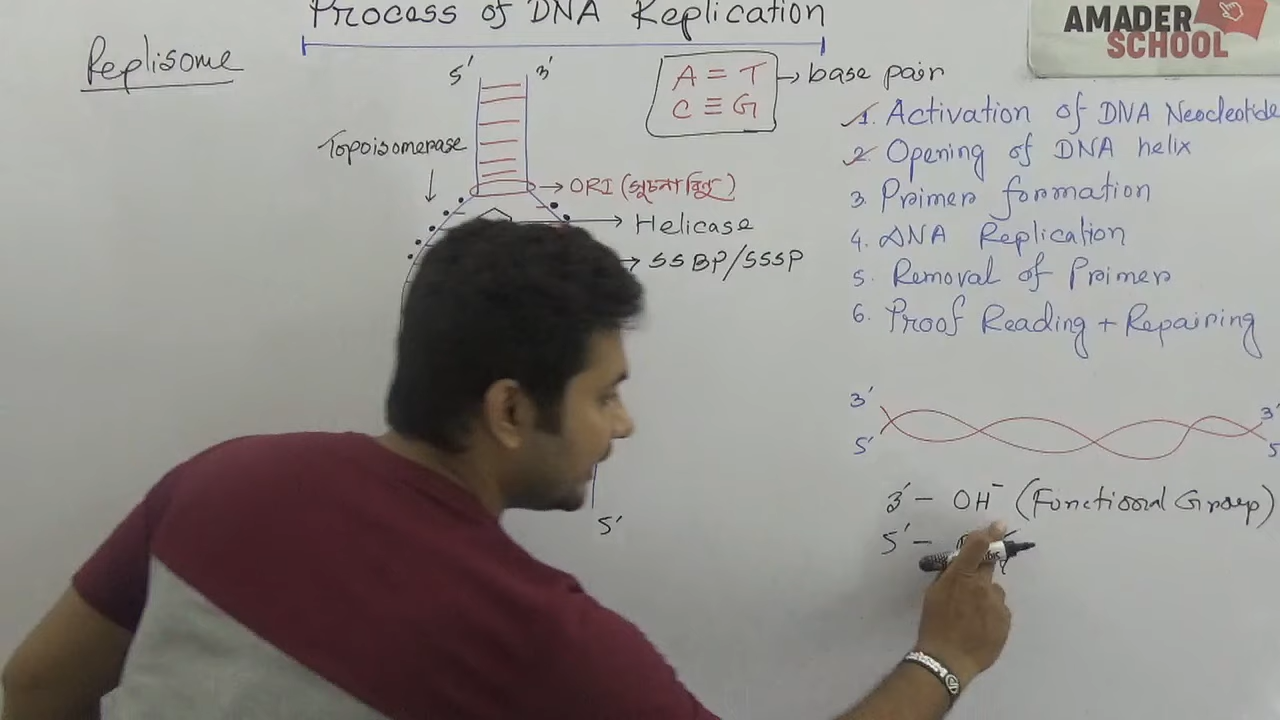 Process of DNA Replication
AMADER
SCHOOL
Replisome
5' 3'
A = T → base pair
C ≡ G
Topoisomerase
→ ORI (সূচনা বিন্দু)
→ Helicase
→ SSBP/SSSP
5'
1. Activation of DNA Neocleotide
2. Opening of DNA helix
3. Primer formation
4. DNA Replication
5. Removal of Primer
6. Proof Reading + Repairing
3' 3'
5' 5
3' - OH⁻ (Functional Group)
5' -